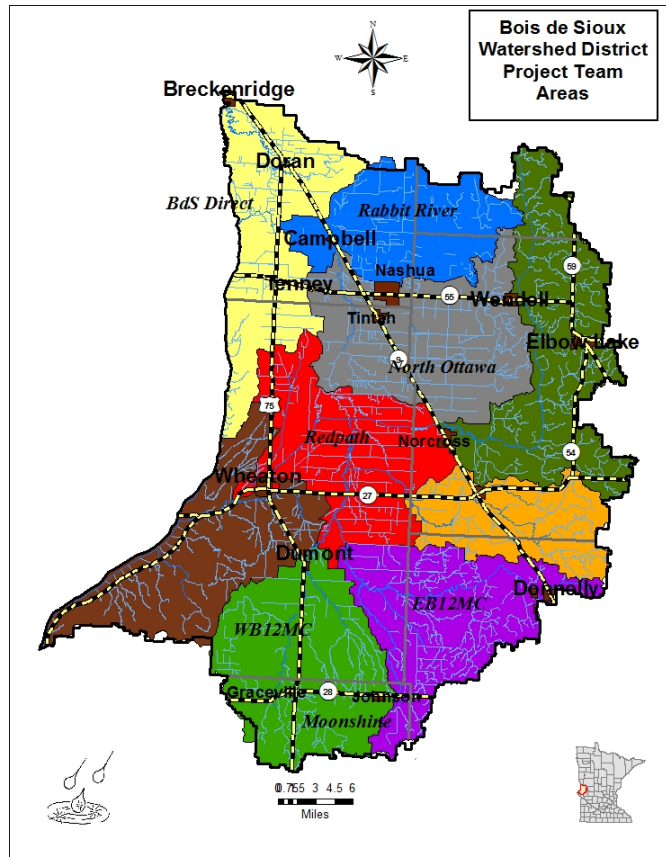 Bois de Sioux
Watershed District
Project Team
Areas
N
W
E
S
Breckenridge
Doran
BdS Direct
Rabbit River
Campbell
59
Nashua
Tenney
55
Wendell
Tintah
Elbow Lake
9
North Ottawa
75
Redpath
Norcross
54
Wheaton
27
Dumont
Donnelly
EB12MC
WB12MC
Graceville
28
Johnson
Moonshine
3 4.5 6
Miles